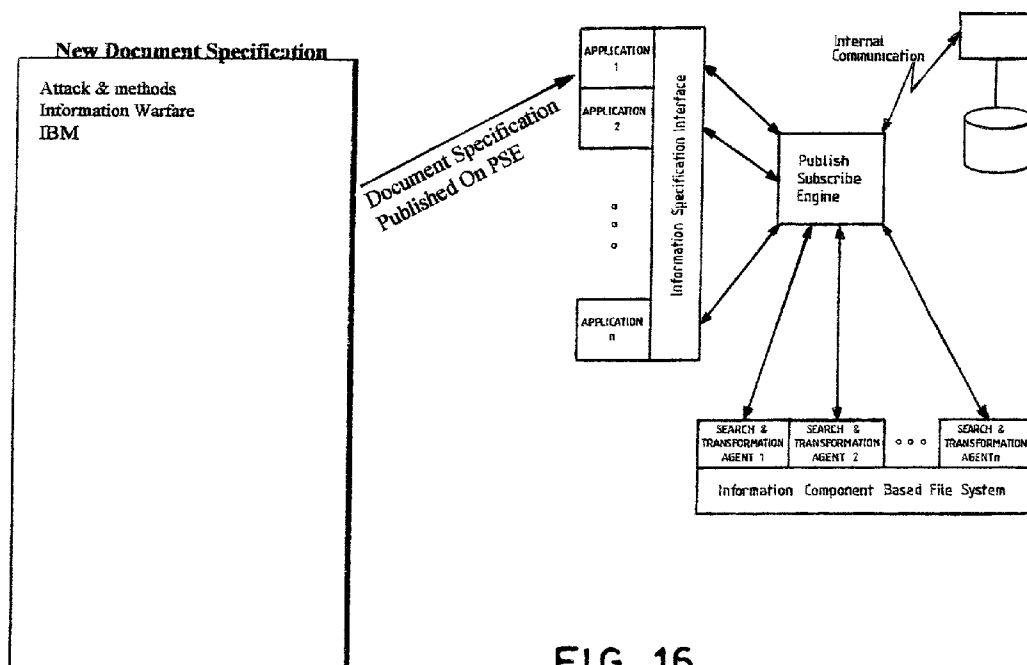 New Document Specification
Attack & methods
Information Warfare
IBM
Document Specification
Published On PSE
APPLICATION
1
APPLICATION
2
APPLICATION
n
Information Specification Interface
Internal
Communication
Publish
Subscribe
Engine
SEARCH &
TRANSFORMATION
AGENT 1
SEARCH &
TRANSFORMATION
AGENT 2
SEARCH &
TRANSFORMATION
AGENTn
Information Component Based File System
FIG. 16